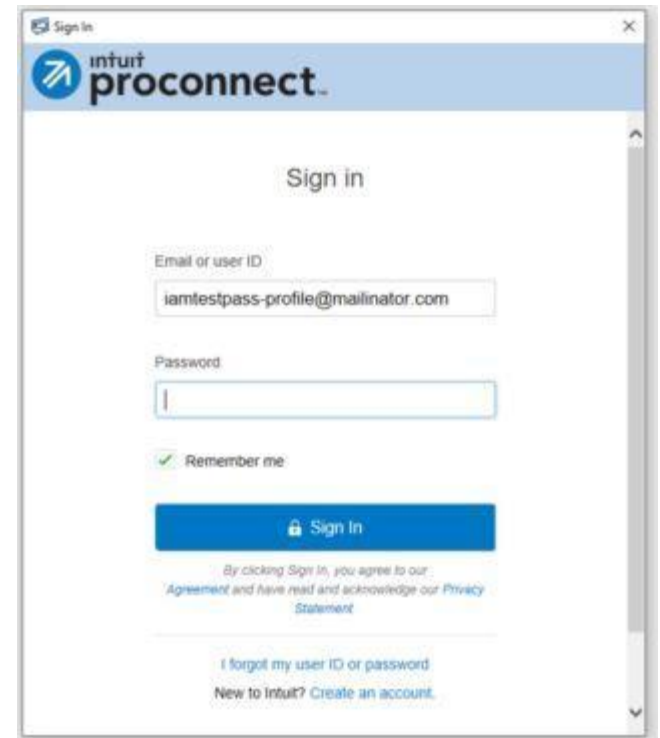 Sign In
intuit
proconnect™
Sign in
Email or user ID
iamtestpass-profile@mailinator.com
Password
Remember me
Sign In
By clicking Sign In, you agree to our
Agreement and have read and acknowledge our Privacy
Statement
I forgot my user ID or password
New to Intuit? Create an account.